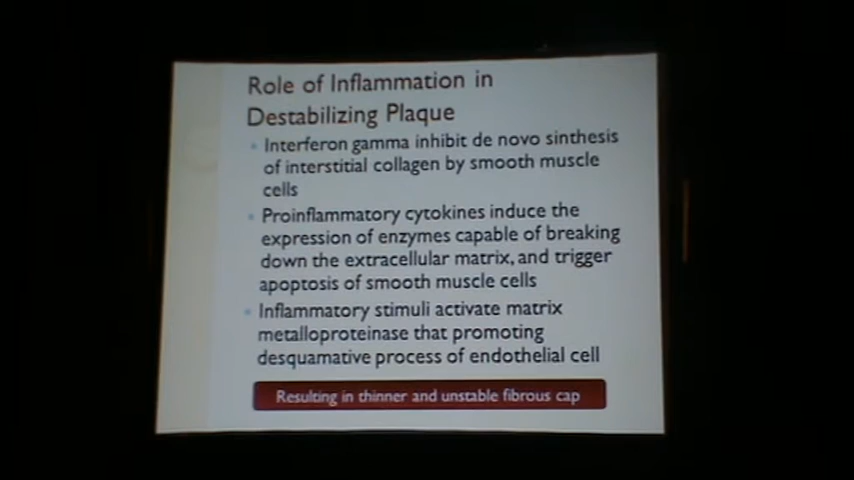 Role of Inflammation in
Destabilizing Plaque
Interferon gamma inhibit de novo sinthesis
of interstitial collagen by smooth muscle
cells
Proinflammatory cytokines induce the
expression of enzymes capable of breaking
down the extracellular matrix, and trigger
apoptosis of smooth muscle cells
Inflammatory stimuli activate matrix
metalloproteinase that promoting
desquamative process of endothelial cell
Resulting in thinner and unstable fibrous cap